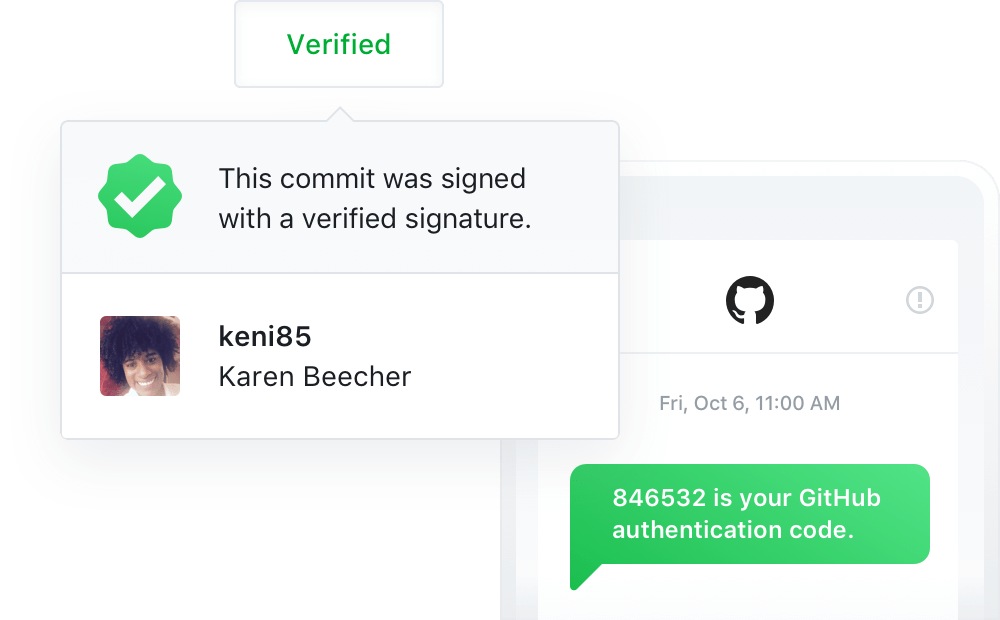 Verified
This commit was signed
with a verified signature.
keni85
Karen Beecher
Fri, Oct 6, 11:00 AM
846532 is your GitHub
authentication code.